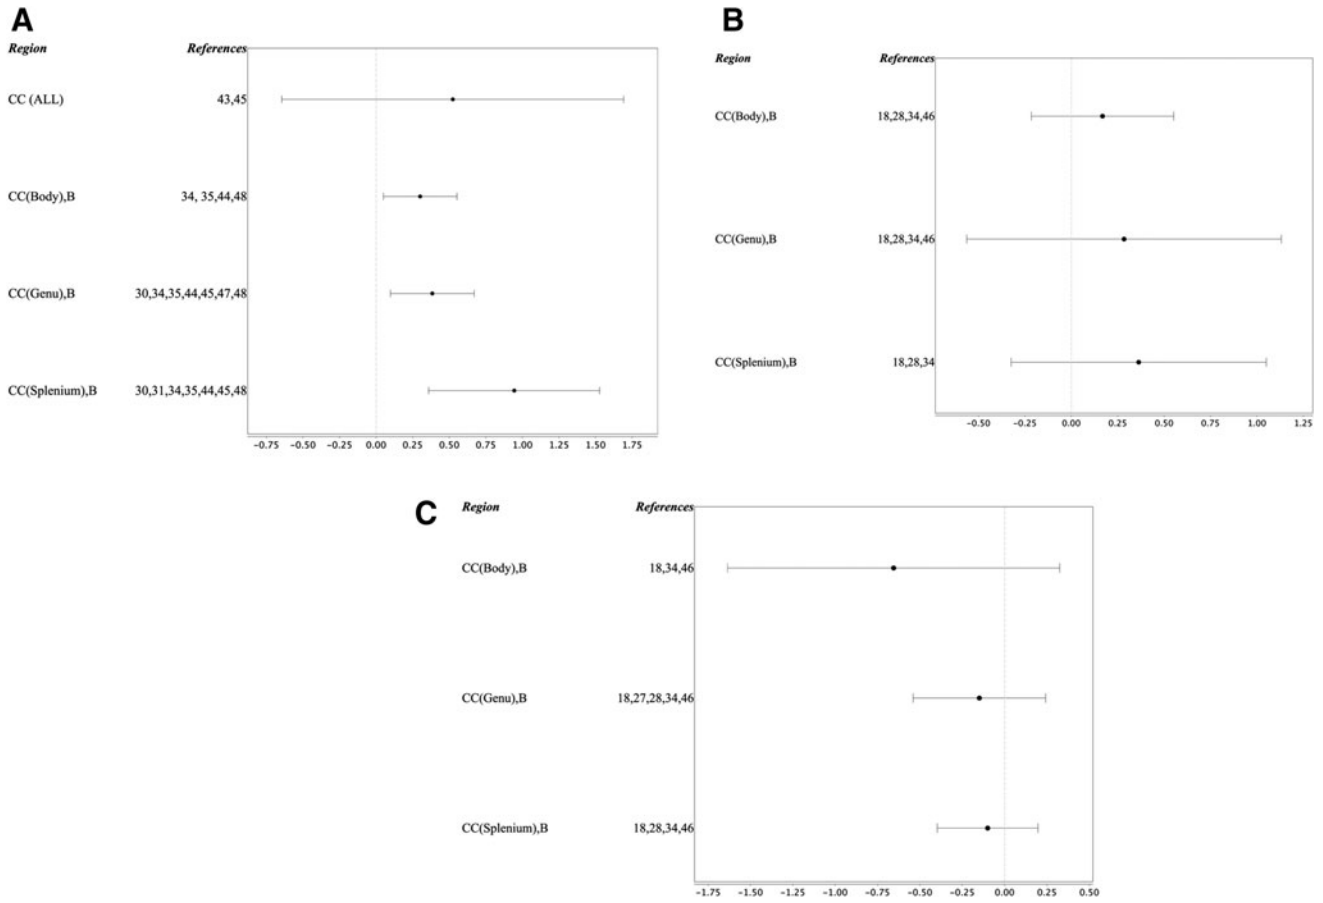 A
Region References
CC (ALL) 43,45
CC(Body),B 34, 35,44,48
CC(Genu),B 30,34,35,44,45,47,48
CC(Splenium),B 30,31,34,35,44,45,48
−0.75 −0.50 −0.25 0.00 0.25 0.50 0.75 1.00 1.25 1.50 1.75
B
Region References
CC(Body),B 18,28,34,46
CC(Genu),B 18,28,34,46
CC(Splenium),B 18,28,34
−0.50 −0.25 0.00 0.25 0.50 0.75 1.00 1.25
C
Region References
CC(Body),B 18,34,46
CC(Genu),B 18,27,28,34,46
CC(Splenium),B 18,28,34,46
−1.75 −1.50 −1.25 −1.00 −0.75 −0.50 −0.25 0.00 0.25 0.50